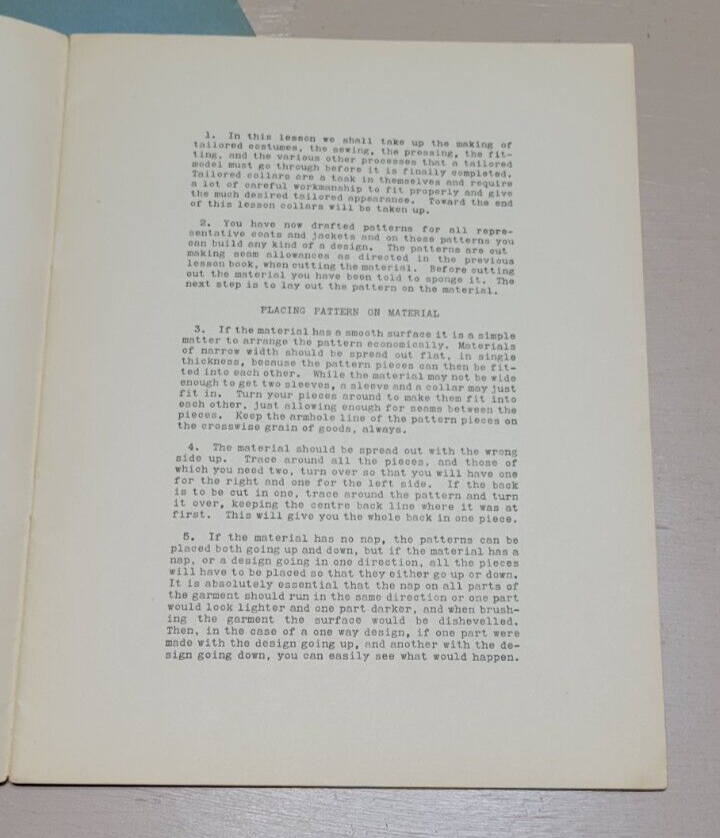 1. In this lesson we shall take up the making of
tailored costumes, the sewing, the pressing, the fit-
ting, and the various other processes that a tailored
model must go through before it is finally completed.
Tailored collars are a task in themselves and require
a lot of careful workmanship to fit properly and give
the much desired tailored appearance. Toward the end
of this lesson collars will be taken up.
2. You have now drafted patterns for all repre-
sentative coats and jackets and on these patterns you
can build any kind of a design. The patterns are cut
making seam allowances as directed in the previous
lesson book, when cutting the material. Before cutting
out the material you have been told to sponge it. The
next step is to lay out the pattern on the material.
PLACING PATTERN ON MATERIAL
3. If the material has a smooth surface it is a simple
matter to arrange the pattern economically. Materials
of narrow width should be spread out flat, in single
thickness, because the pattern pieces can then be fit-
ted into each other. While the material may not be wide
enough to get two sleeves, a sleeve and a collar may just
fit in. Turn your pieces around to make them fit into
each other, just allowing enough for seams between the
pieces. Keep the armhole line of the pattern pieces on
the crosswise grain of goods, always.
4. The material should be spread out with the wrong
side up. Trace around all the pieces, and those of
which you need two, turn over so that you will have one
for the right and one for the left side. If the back
is to be cut in one, trace around the pattern and turn
it over, keeping the centre back line where it was at
first. This will give you the whole back in one piece.
5. If the material has no nap, the patterns can be
placed both going up and down, but if the material has a
nap, or a design going in one direction, all the pieces
will have to be placed so that they either go up or down.
It is absolutely essential that the nap on all parts of
the garment should run in the same direction or one part
would look lighter and one part darker, and when brush-
ing the garment the surface would be dishevelled.
Then, in the case of a one way design, if one part were
made with the design going up, and another with the de-
sign going down, you can easily see what would happen.